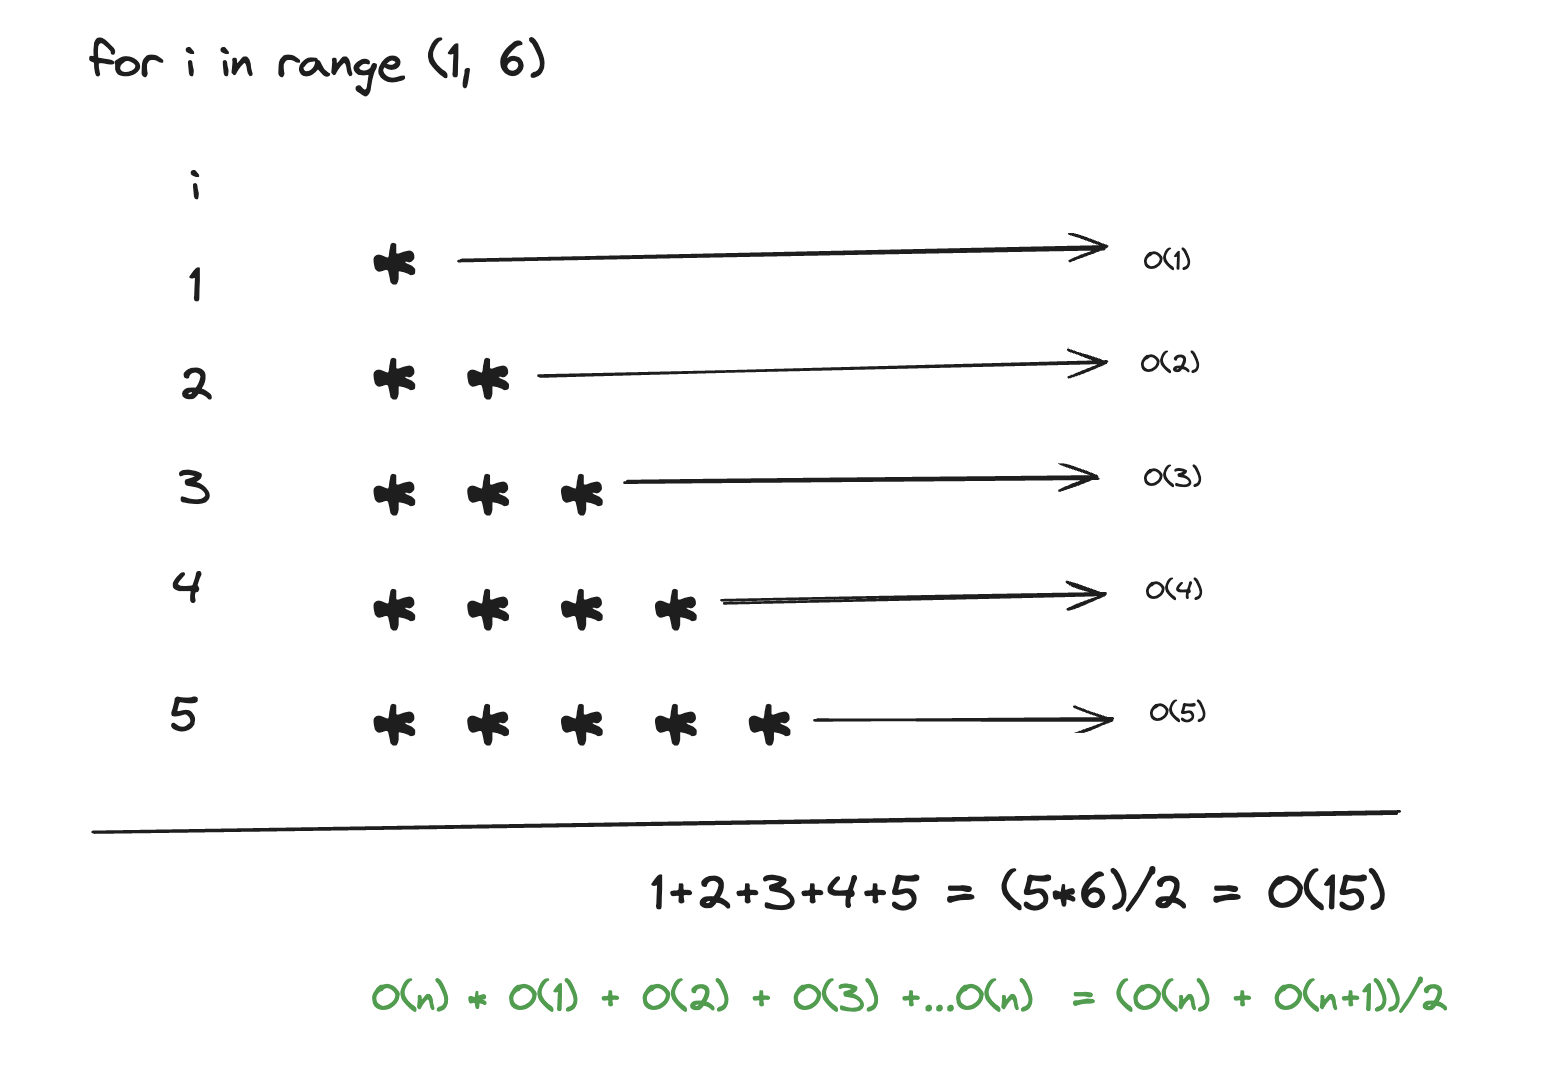 for i in range (1, 6)
i
1 * O(1)
2 * * O(2)
3 * * * O(3)
4 * * * * O(4)
5 * * * * * O(5)
1+2+3+4+5 = (5*6)/2 = O(15)
O(n) * O(1) + O(2) + O(3) +...O(n) = (O(n) + O(n+1))/2